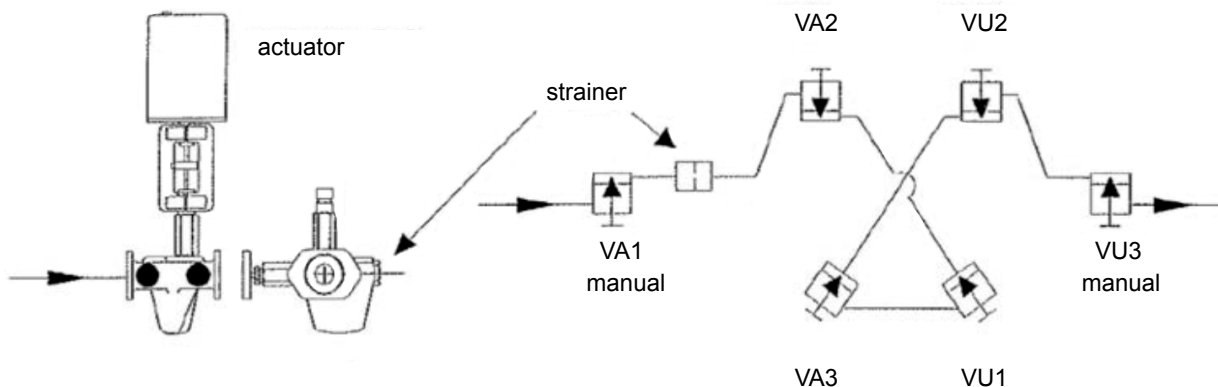 VA2
VU2
actuator
strainer
VA1
manual
VU3
manual
VA3
VU1